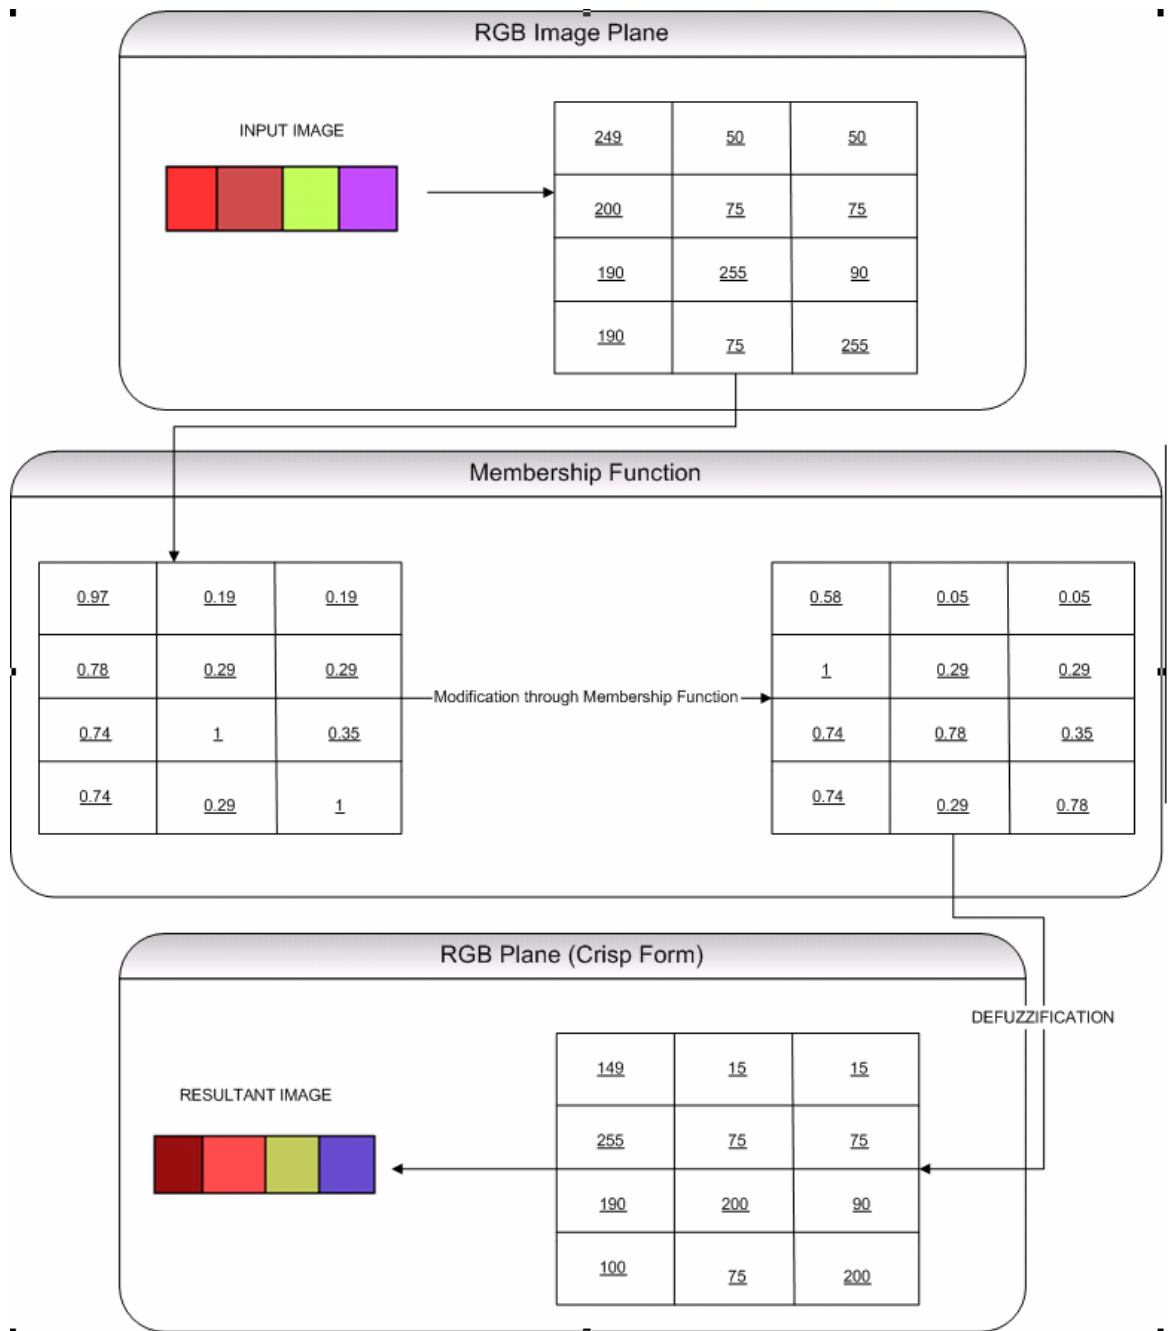 RGB Image Plane
INPUT IMAGE
249 50 50
200 75 75
190 255 90
190 75 255
Membership Function
0.97 0.19 0.19
0.78 0.29 0.29
0.74 1 0.35
0.74 0.29 1
Modification through Membership Function
0.58 0.05 0.05
1 0.29 0.29
0.74 0.78 0.35
0.74 0.29 0.78
RGB Plane (Crisp Form)
DEFUZZIFICATION
RESULTANT IMAGE
149 15 15
255 75 75
190 200 90
100 75 200